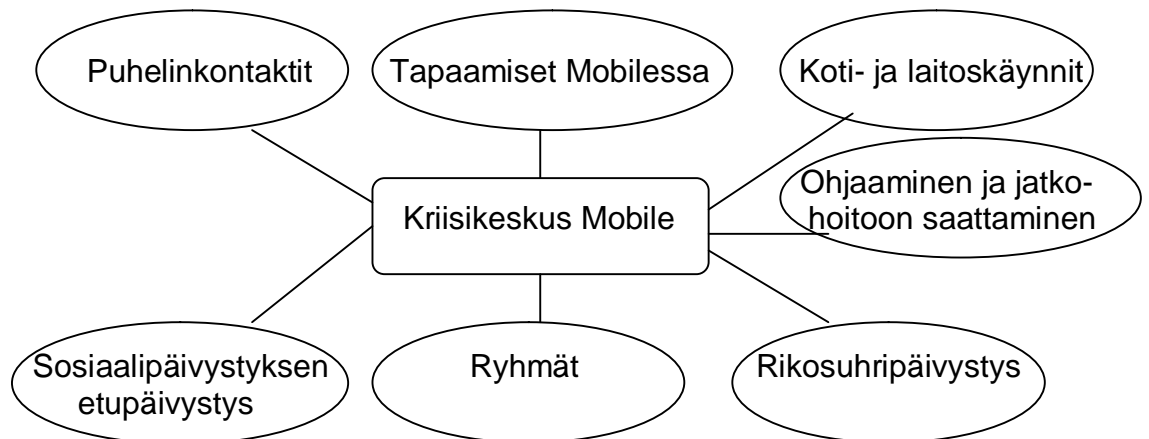 Puhelinkontaktit
Tapaamiset Mobilessa
Koti- ja laitoskäynnit
Ohjaaminen ja jatko-
hoitoon saattaminen
Kriisikeskus Mobile
Sosiaalipäivystyksen
etupäivystys
Ryhmät
Rikosuhripäivystys